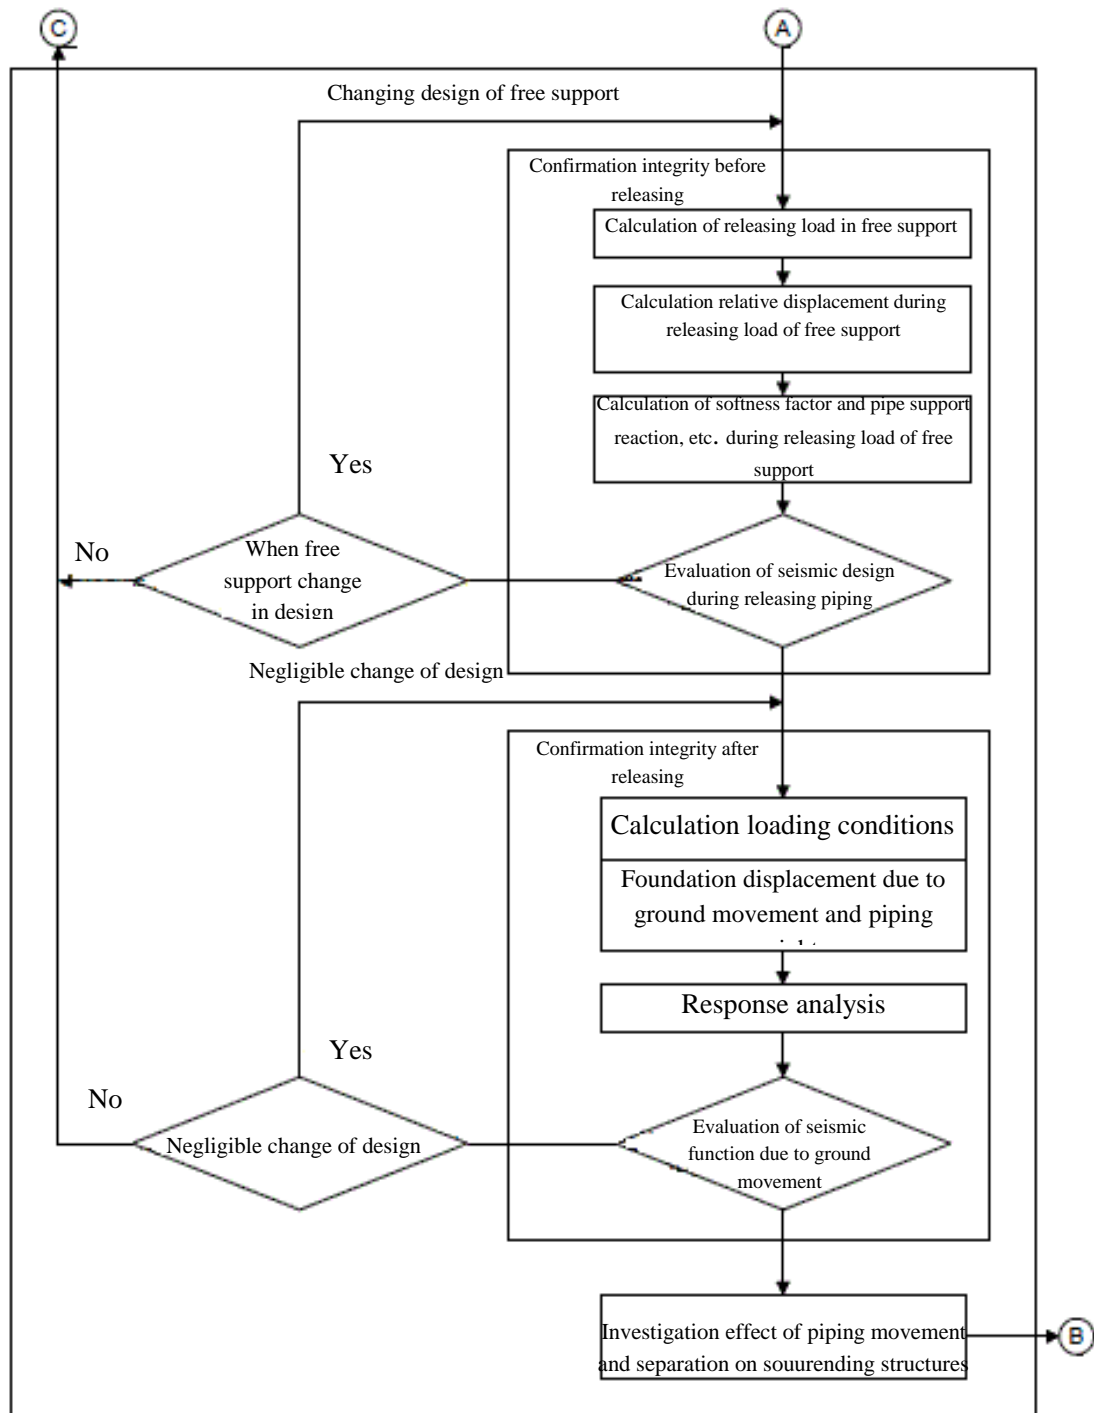 C
A
Changing design of free support
Confirmation integrity before
releasing
Calculation of releasing load in free support
Calculation relative displacement during
releasing load of free support
Calculation of softness factor and pipe support
reaction, etc. during releasing load of free
support
Yes
No
When free
support change
in design
Evaluation of seismic design
during releasing piping
Negligible change of design
Confirmation integrity after
releasing
Calculation loading conditions
Foundation displacement due to
ground movement and piping
Response analysis
Yes
No
Negligible change of design
Evaluation of seismic
function due to ground
movement
Investigation effect of piping movement
and separation on souurending structures
B